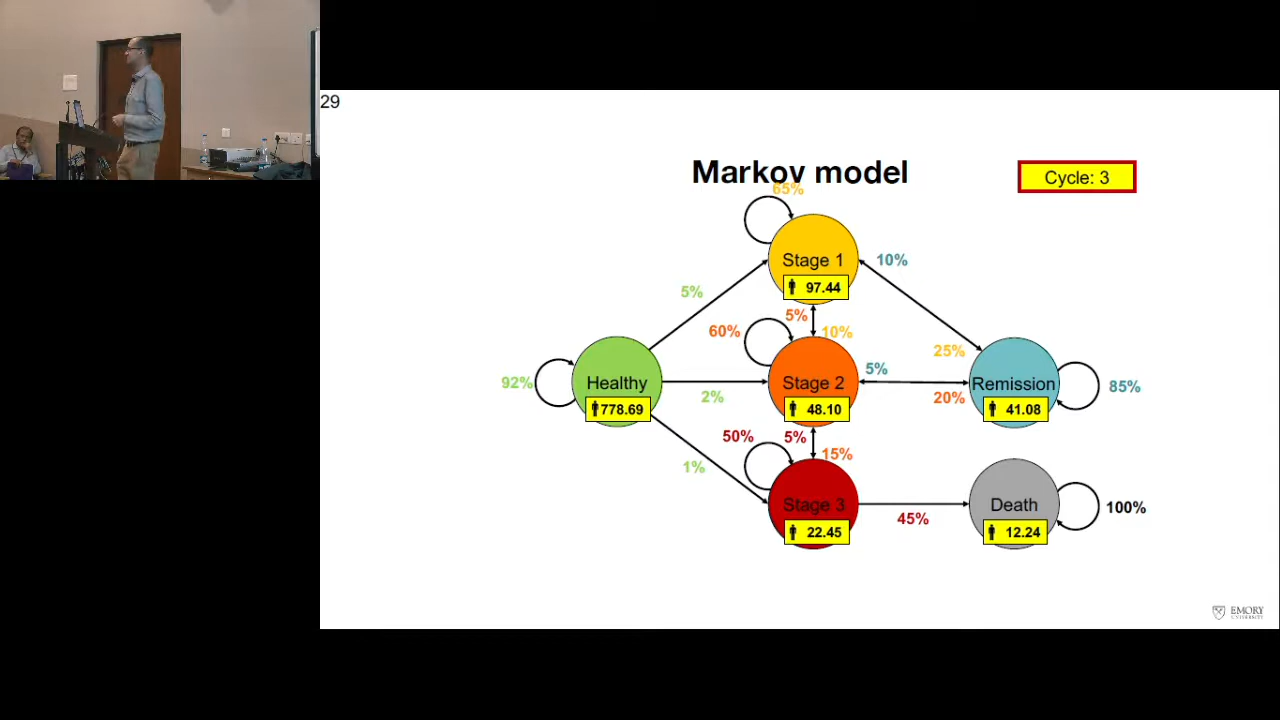 29
Markov model
Cycle: 3
65%
Stage 1
97.44
10%
5%
5%
10%
60%
25%
Healthy
778.69
92%
2%
Stage 2
48.10
5%
20%
Remission
41.08
85%
50%
5%
15%
1%
Stage 3
22.45
45%
Death
12.24
100%
EMORY
UNIVERSITY